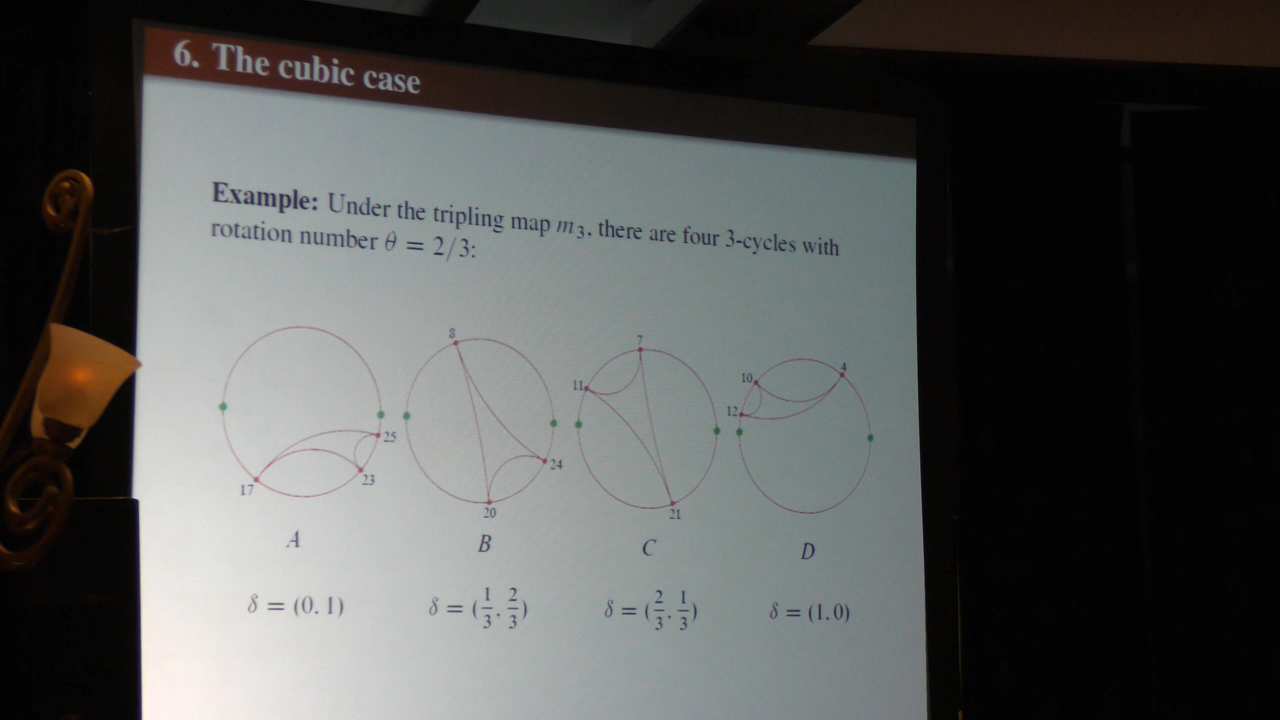 6. The cubic case
Example: Under the tripling map m₃, there are four 3-cycles with
rotation number θ = 2/3:
8
7
4
10
11
12
25
24
17
23
20
21
A
B
C
D
δ = (0, 1)
δ = (1/3, 2/3)
δ = (2/3, 1/3)
δ = (1, 0)